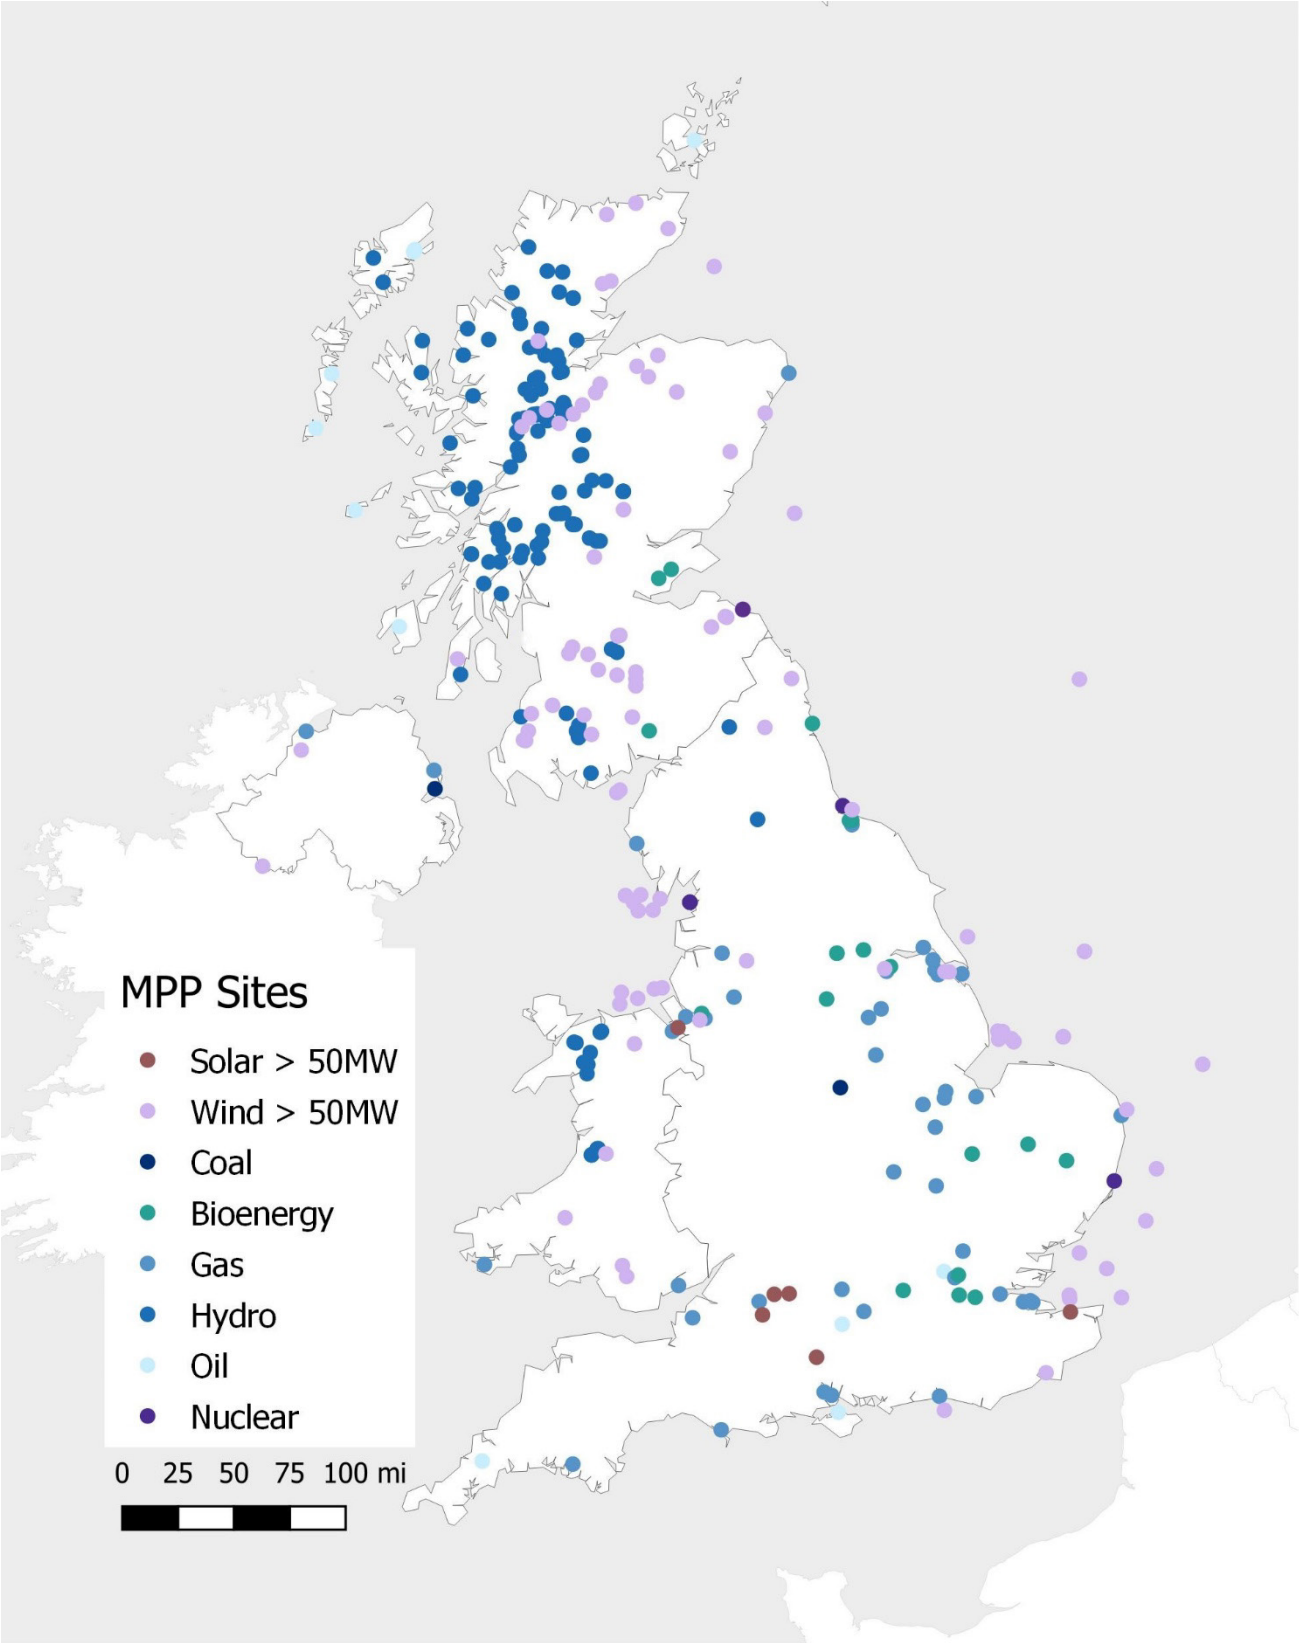 MPP Sites
Solar > 50MW
Wind > 50MW
Coal
Bioenergy
Gas
Hydro
Oil
Nuclear
0 25 50 75 100 mi